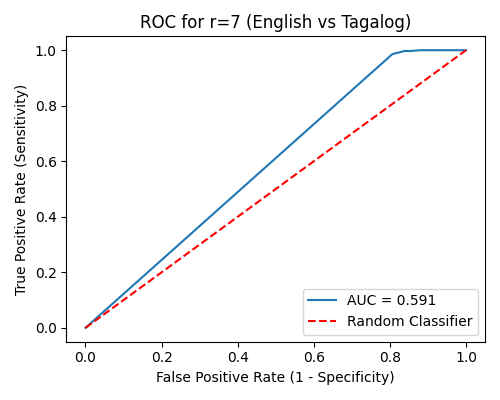 ROC for r=7 (English vs Tagalog)
True Positive Rate (Sensitivity)
1.0
0.8
0.6
0.4
0.2
0.0
AUC = 0.591
Random Classifier
0.0 0.2 0.4 0.6 0.8 1.0
False Positive Rate (1 - Specificity)